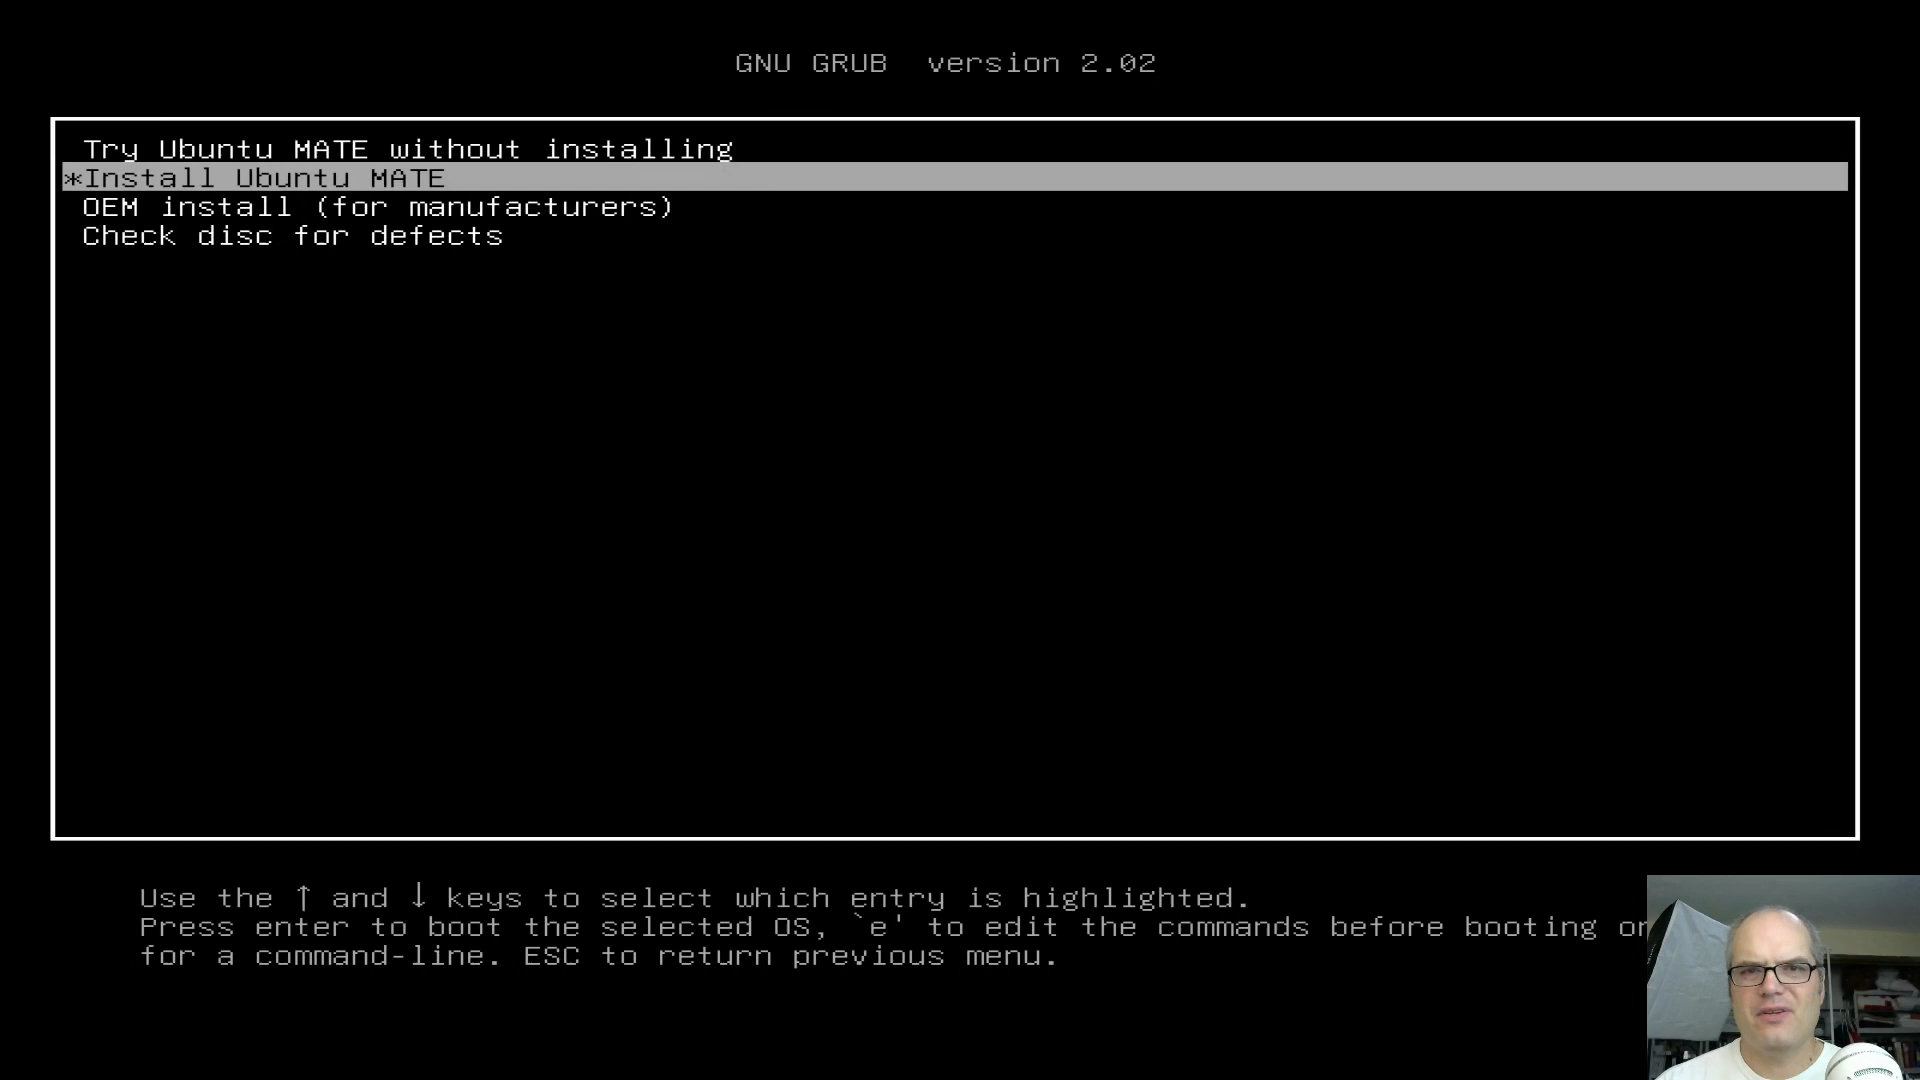 GNU GRUB  version 2.02
Try Ubuntu MATE without installing
*Install Ubuntu MATE
OEM install (for manufacturers)
Check disc for defects
Use the ↑ and ↓ keys to select which entry is highlighted.
Press enter to boot the selected OS, `e' to edit the commands before booting or
for a command-line. ESC to return previous menu.